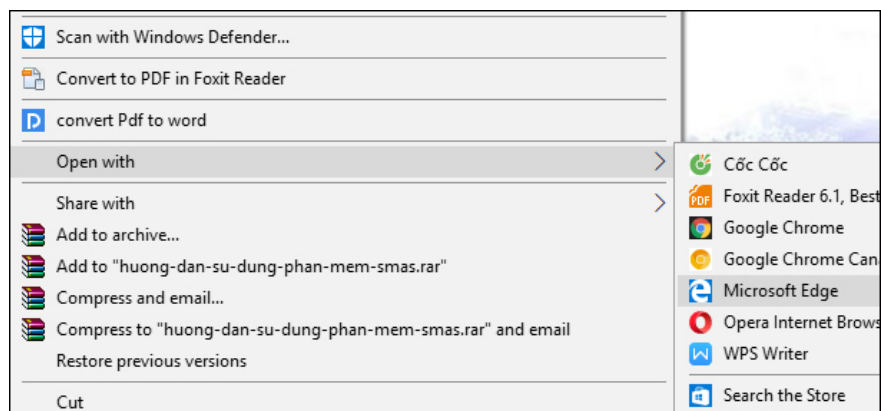 Scan with Windows Defender...
Convert to PDF in Foxit Reader
convert Pdf to word
Open with
Share with
Add to archive...
Add to "huong-dan-su-dung-phan-mem-smas.rar"
Compress and email...
Compress to "huong-dan-su-dung-phan-mem-smas.rar" and email
Restore previous versions
Cut
Cốc Cốc
PDF
Foxit Reader 6.1, Best
Google Chrome
Google Chrome Can
Microsoft Edge
Opera Internet Brows
WPS Writer
Search the Store